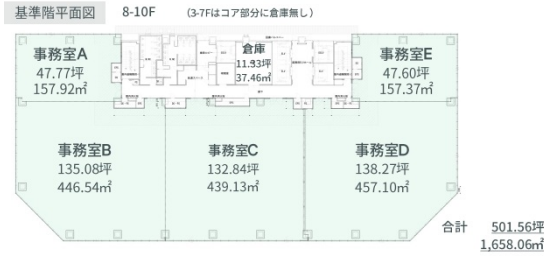 基準階平面図 8-10F （3-7Fはコア部分に倉庫無し）
事務室A
47.77坪
157.92㎡
倉庫
11.33坪
37.46㎡
事務室E
47.60坪
157.37㎡
事務室B
135.08坪
446.54㎡
事務室C
132.84坪
439.13㎡
事務室D
138.27坪
457.10㎡
合計 501.56坪
1,658.06㎡